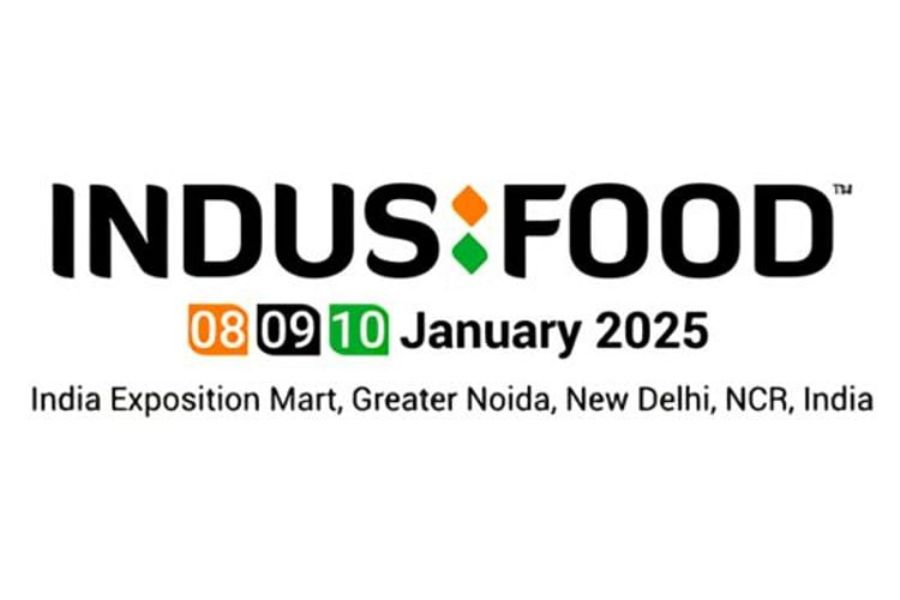 INDUS:FOOD™
08 09 10 January 2025
India Exposition Mart, Greater Noida, New Delhi, NCR, India